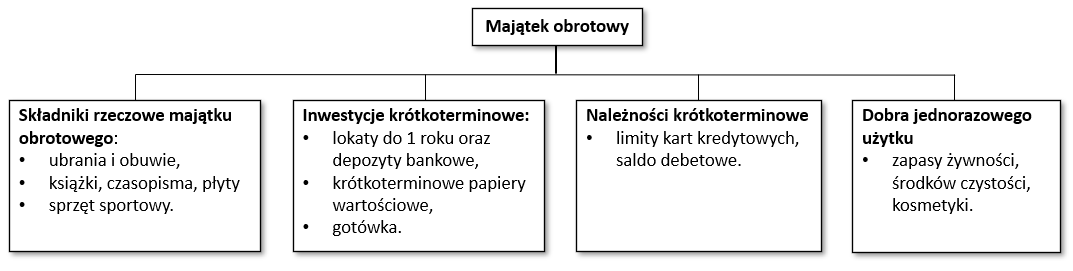 Majątek obrotowy
Składniki rzeczowe majątku
obrotowego:
• ubrania i obuwie,
• książki, czasopisma, płyty
• sprzęt sportowy.
Inwestycje krótkoterminowe:
• lokaty do 1 roku oraz
depozyty bankowe,
• krótkoterminowe papiery
wartościowe,
• gotówka.
Należności krótkoterminowe
• limity kart kredytowych,
saldo debetowe.
Dobra jednorazowego
użytku
• zapasy żywności,
środków czystości,
kosmetyki.